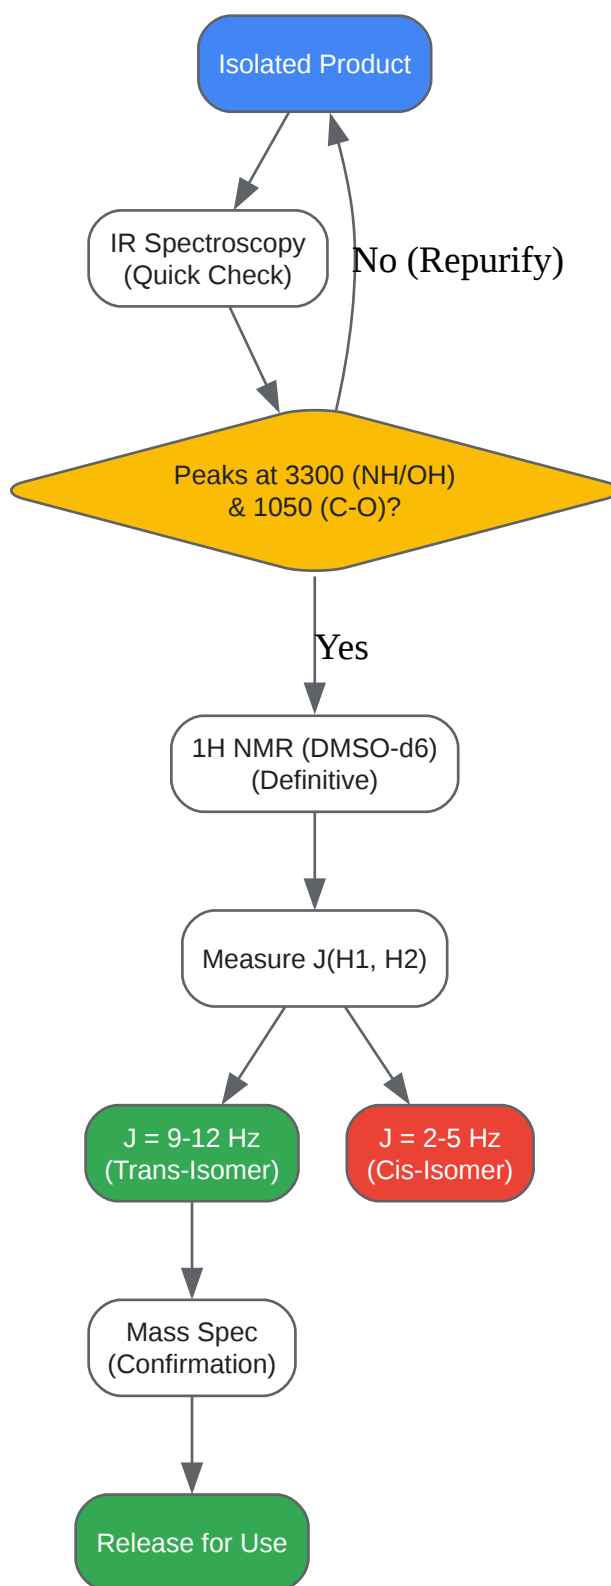 Isolated Product
IR Spectroscopy
(Quick Check)
No (Repurify)
Peaks at 3300 (NH/OH)
& 1050 (C-O)?
Yes
1H NMR (DMSO-d6)
(Definitive)
Measure J(H1, H2)
J = 9-12 Hz
(Trans-Isomer)
J = 2-5 Hz
(Cis-Isomer)
Mass Spec
(Confirmation)
Release for Use